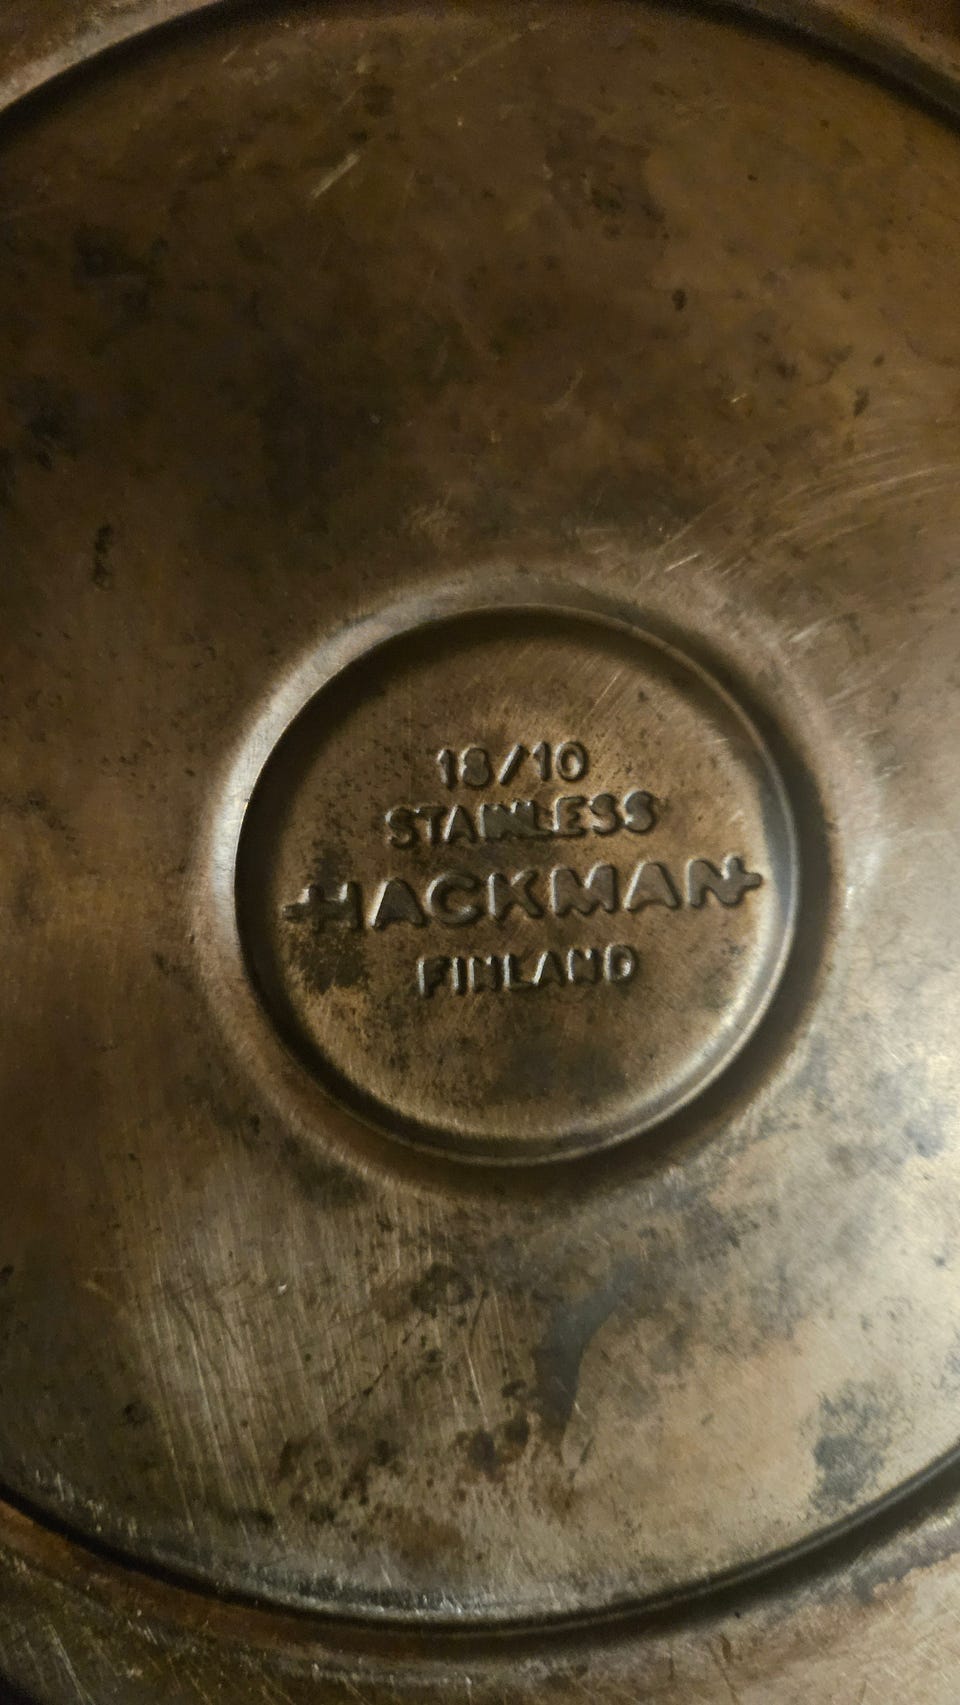 18/10
STAINLESS
HACKMAN
FINLAND